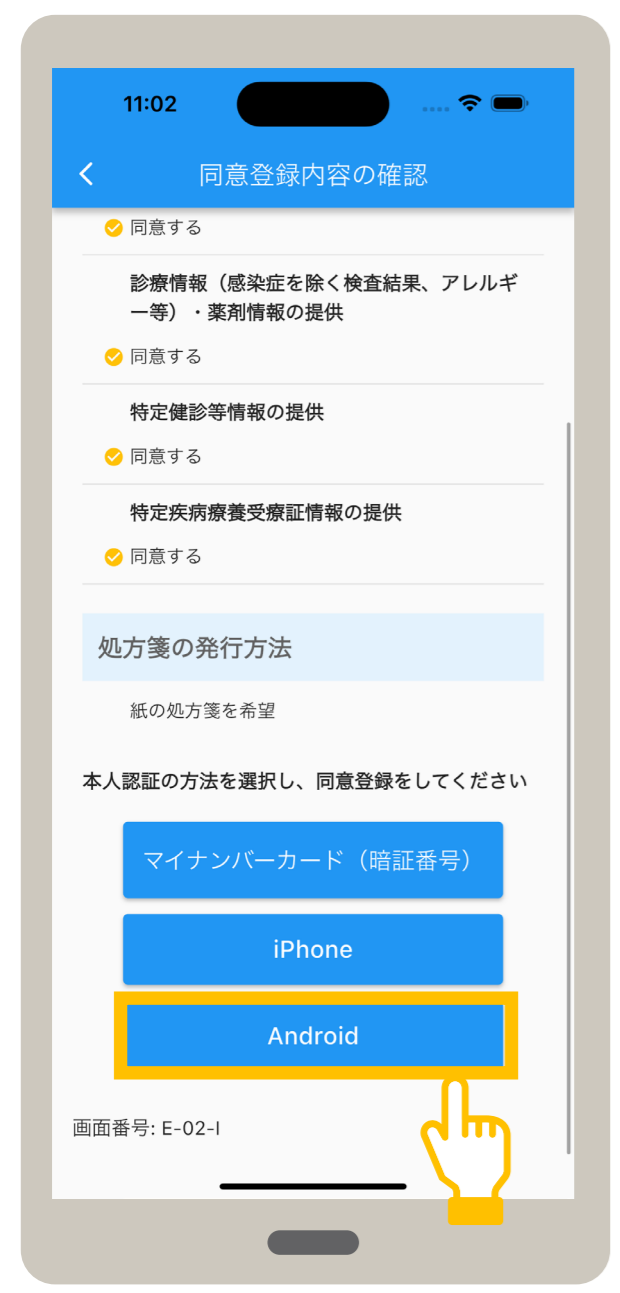 11:02
同意登録内容の確認
同意する
診療情報（感染症を除く検査結果、アレルギ
ー等）・薬剤情報の提供
同意する
特定健診等情報の提供
同意する
特定疾病療養受療証情報の提供
同意する
処方箋の発行方法
紙の処方箋を希望
本人認証の方法を選択し、同意登録をしてください
マイナンバーカード（暗証番号）
iPhone
Android
画面番号: E-02-I